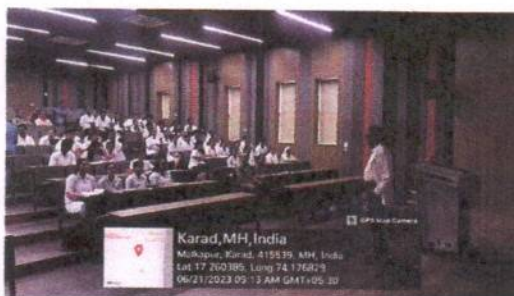 GPS Map Camera
Karad,MH,India
Malkapur, Karad, 415539, MH, India
Lat 17.260385, Long 74.176829
06/21/2023 09:13 AM GMT+05:30